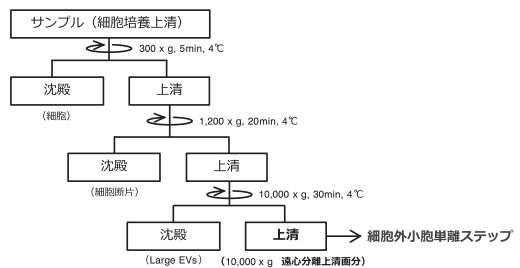 サンプル（細胞培養上清）
300 x g, 5min, 4℃
沈殿
上清
（細胞）
1,200 x g, 20min, 4℃
沈殿
上清
（細胞断片）
10,000 x g, 30min, 4℃
沈殿
上清
細胞外小胞単離ステップ
（Large EVs）
（10,000 x g 遠心分離上清画分）